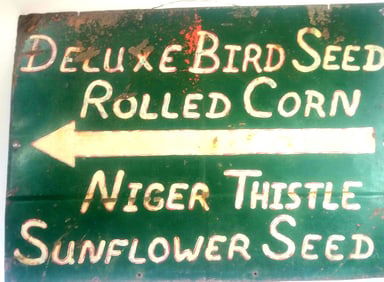 DELUXE BIRD SEED
ROLLED CORN
NIGER THISTLE
SUNFLOWER SEED